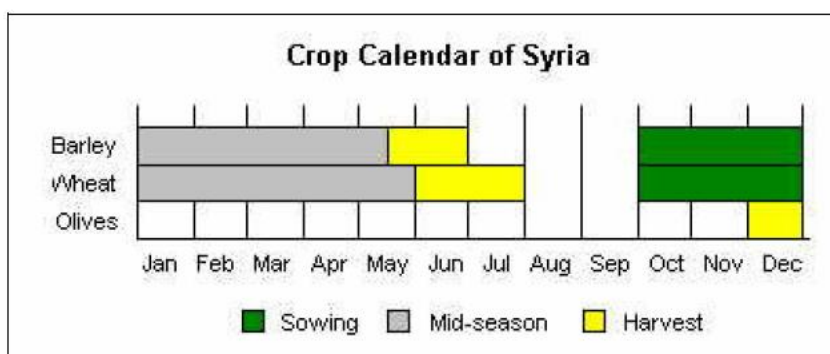 Crop Calendar of Syria
Barley
Wheat
Olives
Jan Feb Mar Apr May Jun Jul Aug Sep Oct Nov Dec
Sowing Mid-season Harvest